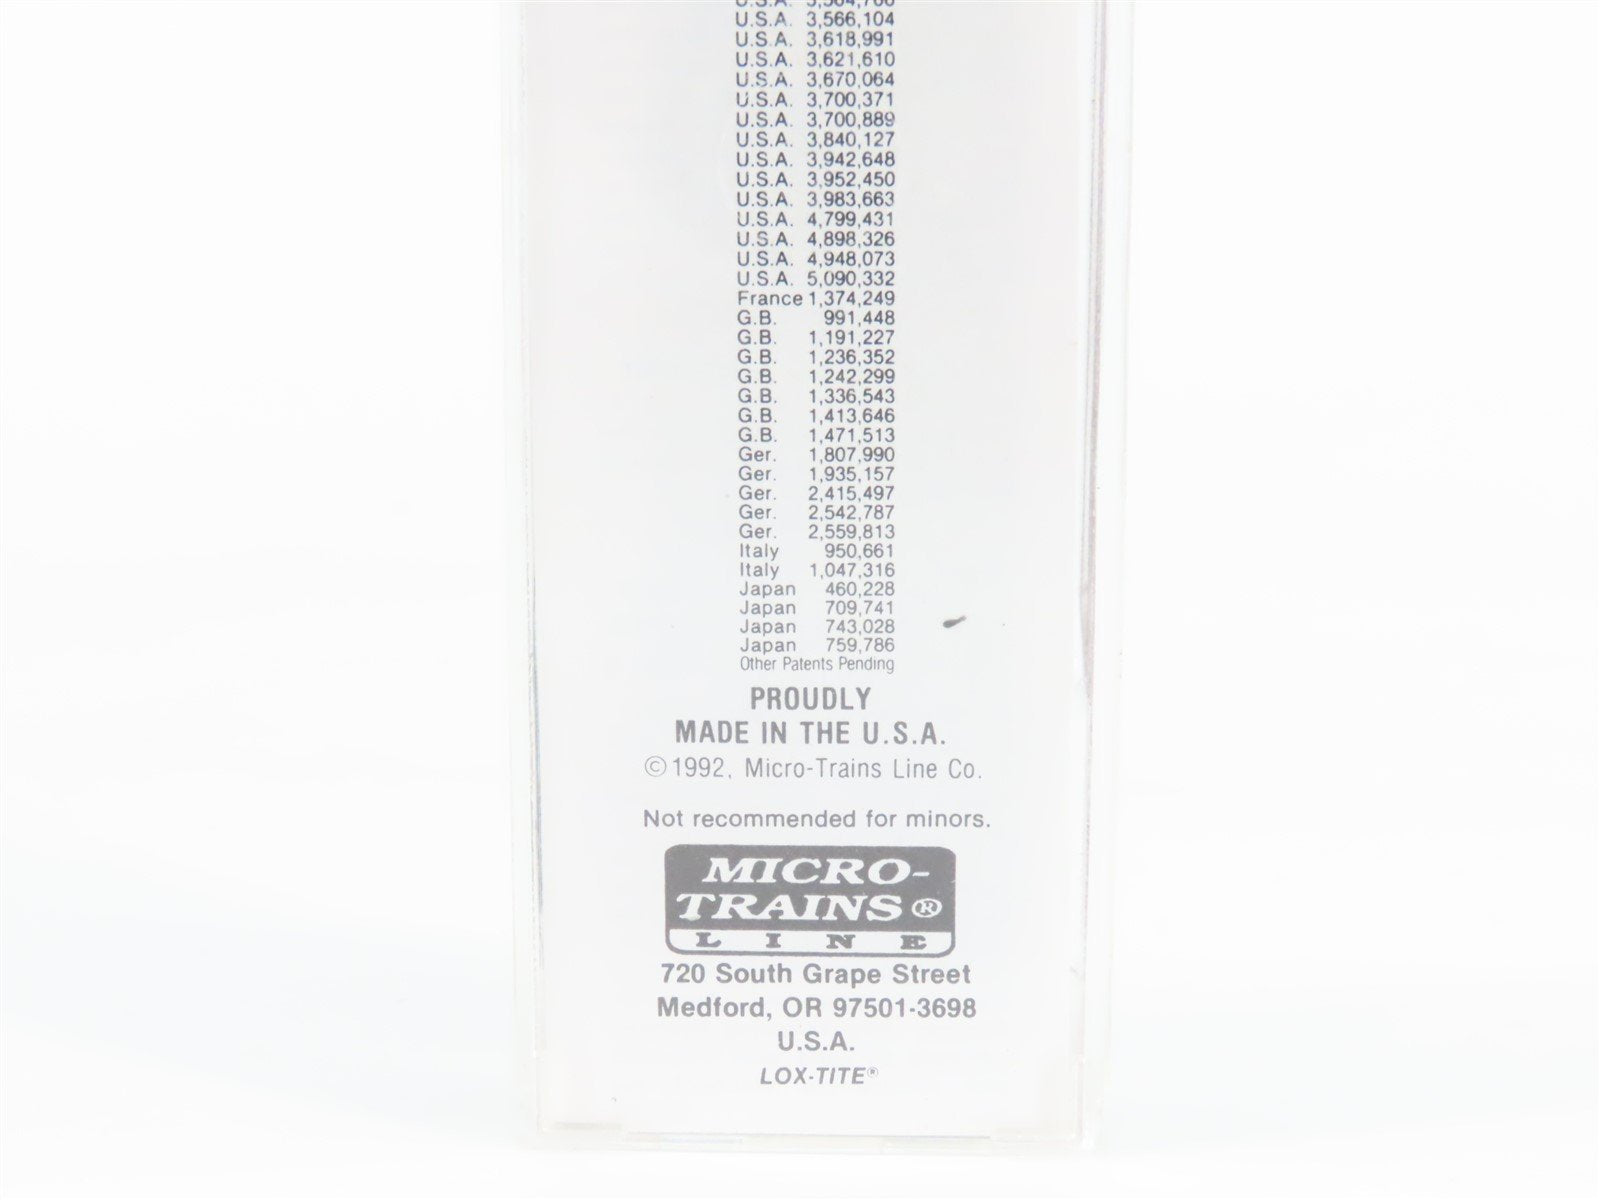 U.S.A. 3,564,766
U.S.A. 3,566,104
U.S.A. 3,618,991
U.S.A. 3,621,610
U.S.A. 3,670,064
U.S.A. 3,700,371
U.S.A. 3,700,889
U.S.A. 3,840,127
U.S.A. 3,942,648
U.S.A. 3,952,450
U.S.A. 3,983,663
U.S.A. 4,799,431
U.S.A. 4,898,326
U.S.A. 4,948,073
U.S.A. 5,090,332
France 1,374,249
G.B. 991,448
G.B. 1,191,227
G.B. 1,236,352
G.B. 1,242,299
G.B. 1,336,543
G.B. 1,413,646
G.B. 1,471,513
Ger. 1,807,990
Ger. 1,935,157
Ger. 2,415,497
Ger. 2,542,787
Ger. 2,559,813
Italy 950,661
Italy 1,047,316
Japan 460,228
Japan 709,741
Japan 743,028
Japan 759,786
Other Patents Pending
PROUDLY
MADE IN THE U.S.A.
©1992, Micro-Trains Line Co.
Not recommended for minors.
MICRO-
TRAINS®
LINE
720 South Grape Street
Medford, OR 97501-3698
U.S.A.
LOX-TITE®